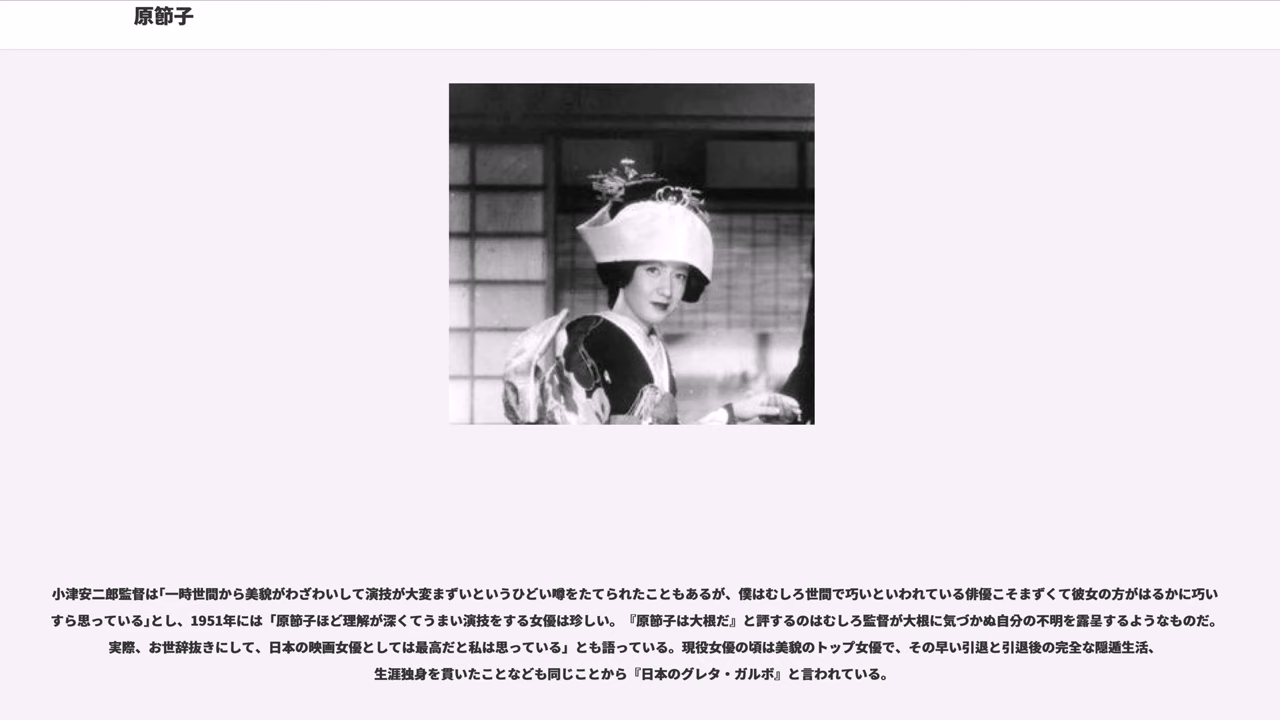 原節子
小津安二郎監督は｢一時世間から美貌がわざわいして演技が大変まずいというひどい噂をたてられたこともあるが、僕はむしろ世間で巧いといわれている俳優こそまずくて彼女の方がはるかに巧い
すら思っている｣とし、1951年には「原節子ほど理解が深くてうまい演技をする女優は珍しい。『原節子は大根だ』と評するのはむしろ監督が大根に気づかぬ自分の不明を露呈するようなものだ。
実際、お世辞抜きにして、日本の映画女優としては最高だと私は思っている」とも語っている。現役女優の頃は美貌のトップ女優で、その早い引退と引退後の完全な隠遁生活、
生涯独身を貫いたことなども同じことから『日本のグレタ・ガルボ』と言われている。